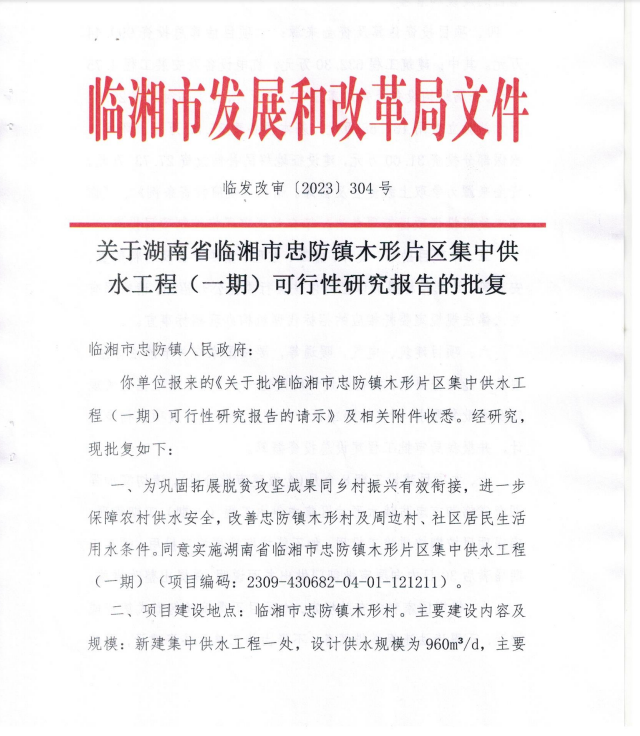 临湘市发展和改革局文件
临发改审〔2023〕304号
关于湖南省临湘市忠防镇木形片区集中供
水工程（一期）可行性研究报告的批复
临湘市忠防镇人民政府：
你单位报来的《关于批准临湘市忠防镇木形片区集中供水工
程（一期）可行性研究报告的请示》及相关附件收悉。经研究，
现批复如下：
一、为巩固拓展脱贫攻坚成果同乡村振兴有效衔接，进一步
保障农村供水安全，改善忠防镇木形村及周边村、社区居民生活
用水条件。同意实施湖南省临湘市忠防镇木形片区集中供水工程
（一期）（项目编码：2309-430682-04-01-121211）。
二、项目建设地点：临湘市忠防镇木形村。主要建设内容及
规模：新建集中供水工程一处，设计供水规模为960m³/d，主要